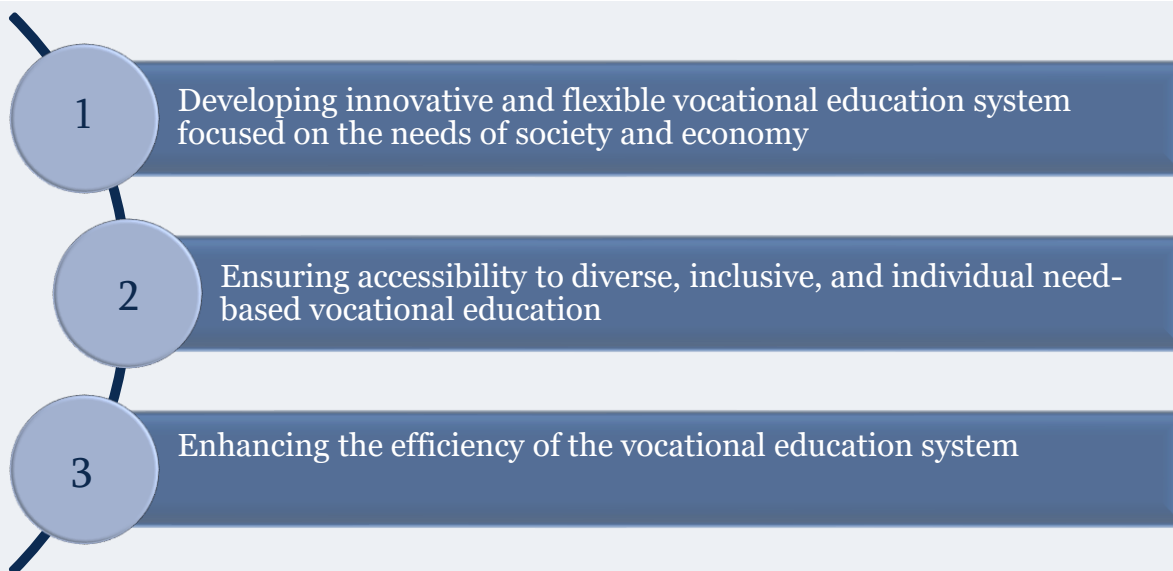 1
Developing innovative and flexible vocational education system
focused on the needs of society and economy
2
Ensuring accessibility to diverse, inclusive, and individual need-
based vocational education
3
Enhancing the efficiency of the vocational education system